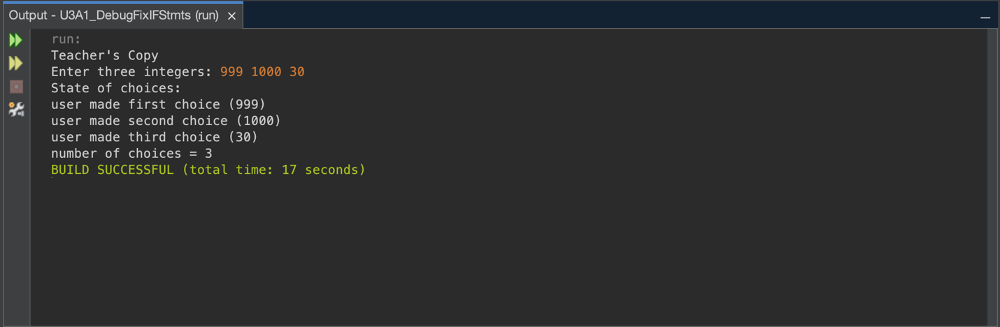 Output - U3A1_DebugFixIFStmts (run) ×
run:
Teacher's Copy
Enter three integers: 999 1000 30
State of choices:
user made first choice (999)
user made second choice (1000)
user made third choice (30)
number of choices = 3
BUILD SUCCESSFUL (total time: 17 seconds)